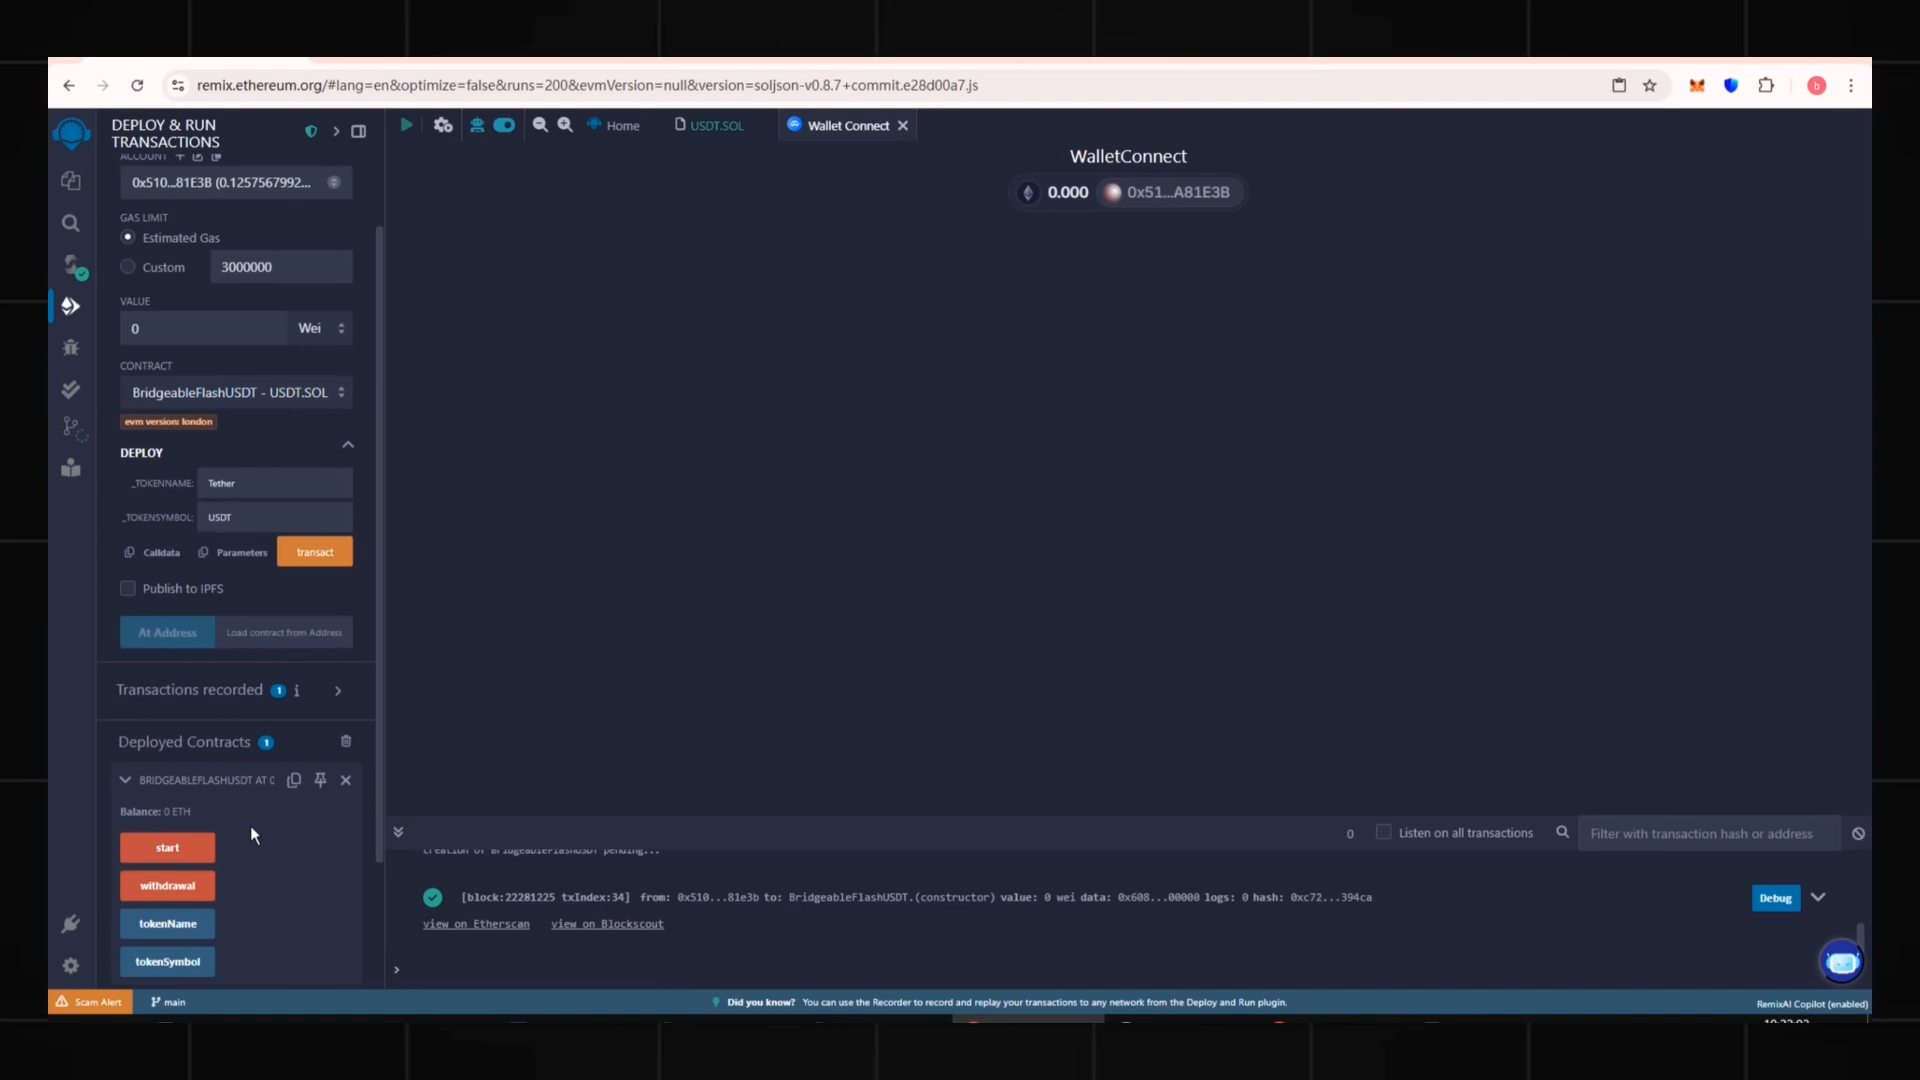 remix.ethereum.org/#lang=en&optimize=false&runs=200&evmVersion=null&version=soljson-v0.8.7+commit.e28d00a7.js
b
DEPLOY & RUN
TRANSACTIONS
Home
USDT.SOL
Wallet Connect
ACCOUNT
0x510...81E3B (0.1257567992...
GAS LIMIT
Estimated Gas
Custom
3000000
VALUE
0
Wei
CONTRACT
BridgeableFlashUSDT - USDT.SOL
evm version: london
DEPLOY
_TOKENNAME:
Tether
_TOKENSYMBOL:
USDT
Calldata
Parameters
transact
Publish to IPFS
At Address
Load contract from Address
Transactions recorded 1 i
Deployed Contracts 1
BRIDGEABLEFLASHUSDT AT 0
Balance: 0 ETH
start
withdrawal
tokenName
tokenSymbol
WalletConnect
0.000
0x51...A81E3B
0
Listen on all transactions
Filter with transaction hash or address
creation of BridgeableFlashUSDT pending...
[block:22281225 txIndex:34] from: 0x510...81e3b to: BridgeableFlashUSDT.(constructor) value: 0 wei data: 0x608...00000 logs: 0 hash: 0xc72...394ca
Debug
view on Etherscan
view on Blockscout
>
Scam Alert
main
Did you know? You can use the Recorder to record and replay your transactions to any network from the Deploy and Run plugin.
RemixAI Copilot (enabled)